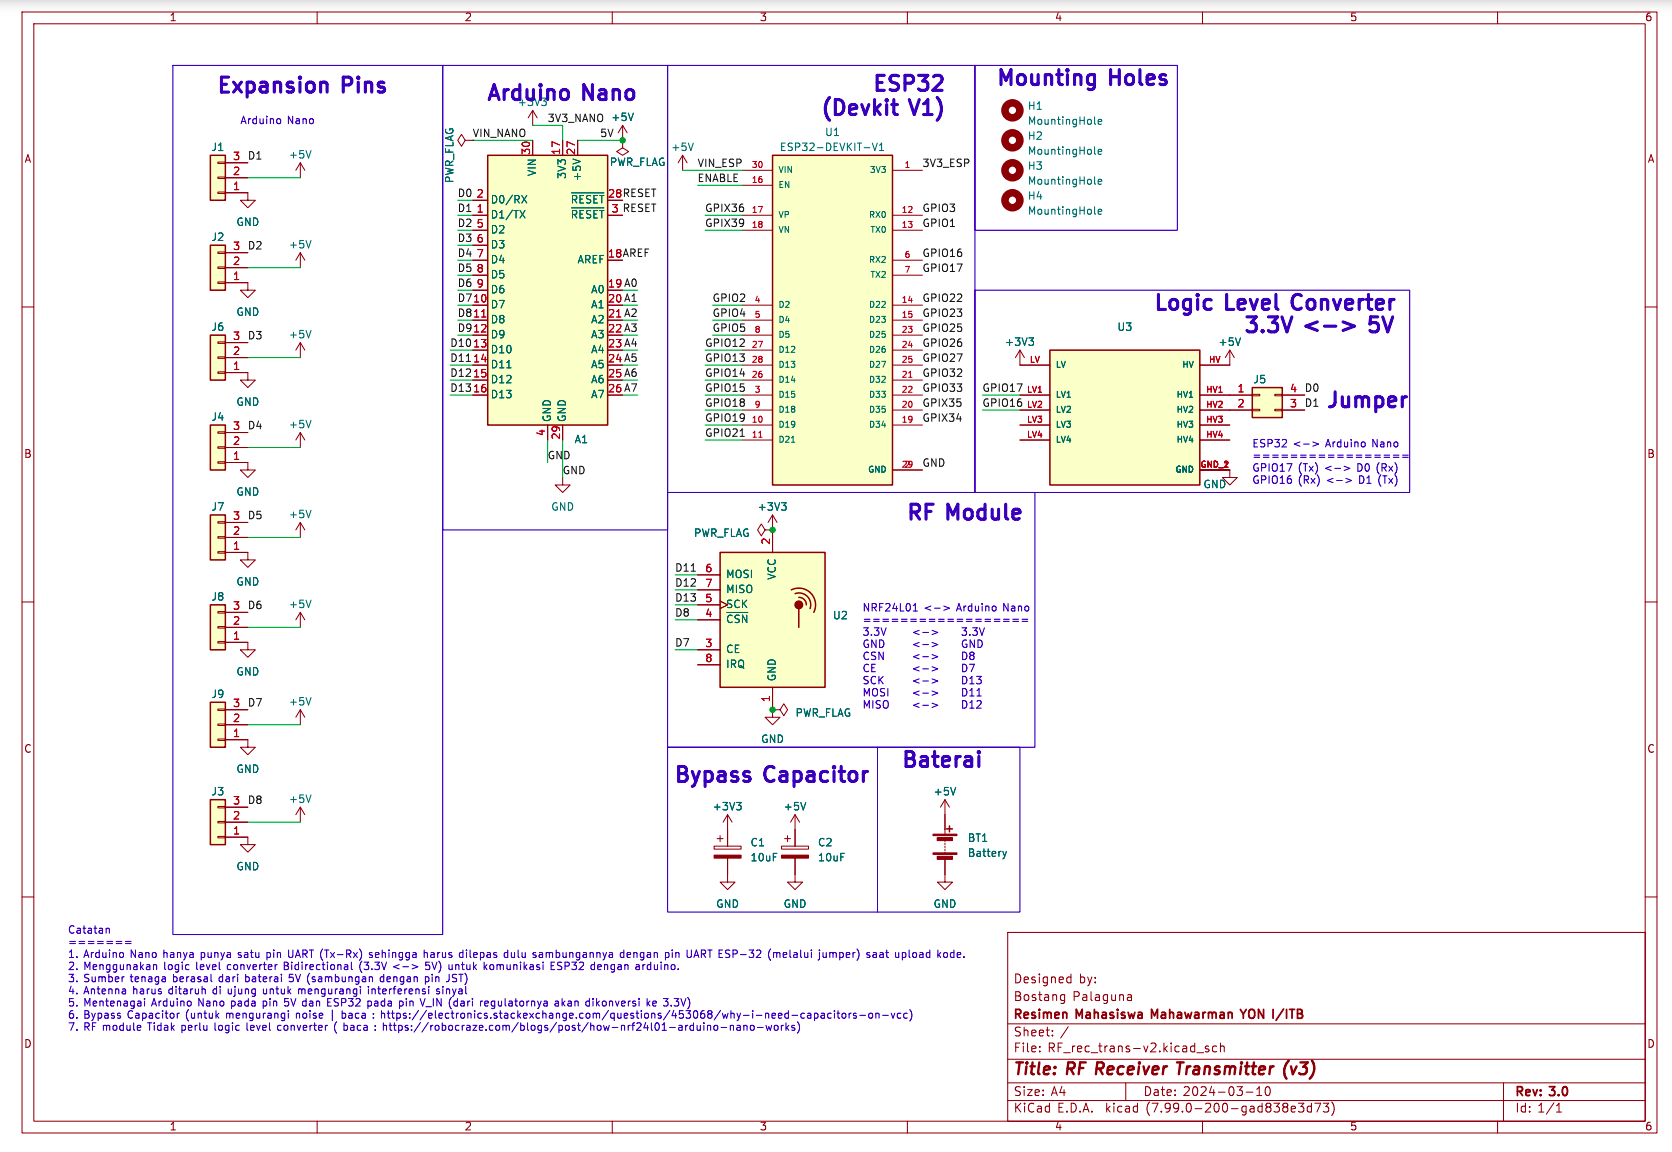 1 2 3 4 5 6
A
B
C
D
A
B
C
D
Expansion Pins
Arduino Nano
J1
3 D1 +5V
2
1
GND
J2
3 D2 +5V
2
1
GND
J6
3 D3 +5V
2
1
GND
J4
3 D4 +5V
2
1
GND
J7
3 D5 +5V
2
1
GND
J8
3 D6 +5V
2
1
GND
J9
3 D7 +5V
2
1
GND
J3
3 D8 +5V
2
1
GND
Arduino Nano
+3V3
3V3_NANO +5V
VIN_NANO 5V
PWR_FLAG
PWR_FLAG
30 17 27
VIN 3V3 +5V
D0 2 D0/RX RESET 28 RESET
D1 1 D1/TX RESET 3 RESET
D2 5 D2
D3 6 D3
D4 7 D4 AREF 18 AREF
D5 8 D5
D6 9 D6 A0 19 A0
D7 10 D7 A1 20 A1
D8 11 D8 A2 21 A2
D9 12 D9 A3 22 A3
D10 13 D10 A4 23 A4
D11 14 D11 A5 24 A5
D12 15 D12 A6 25 A6
D13 16 D13 A7 26 A7
GND GND
4 29 A1
GND
GND
GND
ESP32
(Devkit V1)
U1
ESP32-DEVKIT-V1
+5V
VIN_ESP 30 VIN 3V3 1 3V3_ESP
ENABLE 16 EN
GPIX36 17 VP RX0 12 GPIO3
GPIX39 18 VN TX0 13 GPIO1
RX2 6 GPIO16
TX2 7 GPIO17
GPIO2 4 D2 D22 14 GPIO22
GPIO4 5 D4 D23 15 GPIO23
GPIO5 8 D5 D25 23 GPIO25
GPIO12 27 D12 D26 24 GPIO26
GPIO13 28 D13 D27 25 GPIO27
GPIO14 26 D14 D32 21 GPIO32
GPIO15 3 D15 D33 22 GPIO33
GPIO18 9 D18 D35 20 GPIX35
GPIO19 10 D19 D34 19 GPIX34
GPIO21 11 D21
GND GND
Mounting Holes
H1
MountingHole
H2
MountingHole
H3
MountingHole
H4
MountingHole
Logic Level Converter
3.3V <-> 5V
U3
+3V3 +5V
LV LV HV HV
GPIO17 LV1 LV1 HV1 HV1 1 J5 4 D0
GPIO16 LV2 LV2 HV2 HV2 2 3 D1
LV3 LV3 HV3 HV3
LV4 LV4 HV4 HV4
GND
GND
Jumper
ESP32 <-> Arduino Nano
===================
GPIO17 (Tx) <-> D0 (Rx)
GPIO16 (Rx) <-> D1 (Tx)
RF Module
+3V3
PWR_FLAG
2
VCC
D11 6 MOSI
D12 7 MISO
D13 5 SCK
D8 4 CSN
U2
D7 3 CE
8 IRQ
GND
1
PWR_FLAG
GND
NRF24L01 <-> Arduino Nano
====================
3.3V <-> 3.3V
GND <-> GND
CSN <-> D8
CE <-> D7
SCK <-> D13
MOSI <-> D11
MISO <-> D12
Bypass Capacitor
+3V3 +5V
+ C1 + C2
10uF 10uF
GND GND
Baterai
+5V
+
BT1
Battery
GND
Catatan
=======
1. Arduino Nano hanya punya satu pin UART (Tx-Rx) sehingga harus dilepas dulu sambungannya dengan pin UART ESP-32 (melalui jumper) saat upload kode.
2. Menggunakan logic level converter Bidirectional (3.3V <-> 5V) untuk komunikasi ESP32 dengan arduino.
3. Sumber tenaga berasal dari baterai 5V (sambungan dengan pin JST)
4. Antenna harus ditaruh di ujung untuk mengurangi interferensi sinyal
5. Mentenagai Arduino Nano pada pin 5V dan ESP32 pada pin V_IN (dari regulatornya akan dikonversi ke 3.3V)
6. Bypass Capacitor (untuk mengurangi noise | baca : https://electronics.stackexchange.com/questions/453068/why-i-need-capacitors-on-vcc)
7. RF module Tidak perlu logic level converter ( baca : https://robocraze.com/blogs/post/how-nrf24l01-arduino-nano-works)
Designed by:
Bostang Palaguna
Resimen Mahasiswa Mahawarman YON I/ITB
Sheet: /
File: RF_rec_trans-v2.kicad_sch
Title: RF Receiver Transmitter (v3)
Size: A4 Date: 2024-03-10 Rev: 3.0
KiCad E.D.A. kicad (7.99.0-200-gad838e3d73) Id: 1/1
1 2 3 4 5 6